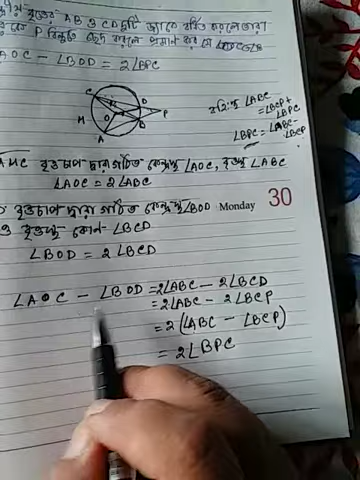 বৃত্তের AB ও CD দুটি জ্যাকে বর্ধিত করলে তারা
P বিন্দুতে ছেদ করলে প্রমাণ কর যে
AOC - ∠BOD = 2∠BPC
C
D
M
O
B
P
A
বহিঃস্থ ∠ABC
= ∠BCP +
∠BPC
∠BPC = ∠ABC -
∠BCP
AMC বৃত্তচাপ দ্বারা গঠিত কেন্দ্রস্থ ∠AOC, বৃত্তস্থ ∠ABC
∠AOC = 2∠ABC
বৃত্তচাপ দ্বারা গঠিত কেন্দ্রস্থ ∠BOD Monday 30
ও বৃত্তস্থ কোন ∠BCD
∠BOD = 2∠BCD
∠AOC - ∠BOD = 2∠ABC - 2∠BCD
= 2∠ABC - 2∠BCP
= 2(∠ABC - ∠BCP)
= 2∠BPC